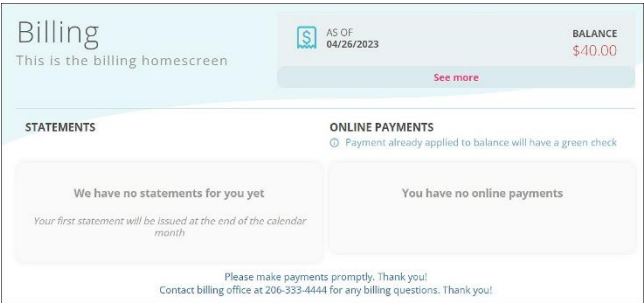 Billing
This is the billing homescreen
AS OF
04/26/2023
BALANCE
$40.00
See more
STATEMENTS
We have no statements for you yet
Your first statement will be issued at the end of the calendar
month
ONLINE PAYMENTS
Payment already applied to balance will have a green check
You have no online payments
Please make payments promptly. Thank you!
Contact billing office at 206-333-4444 for any billing questions. Thank you!